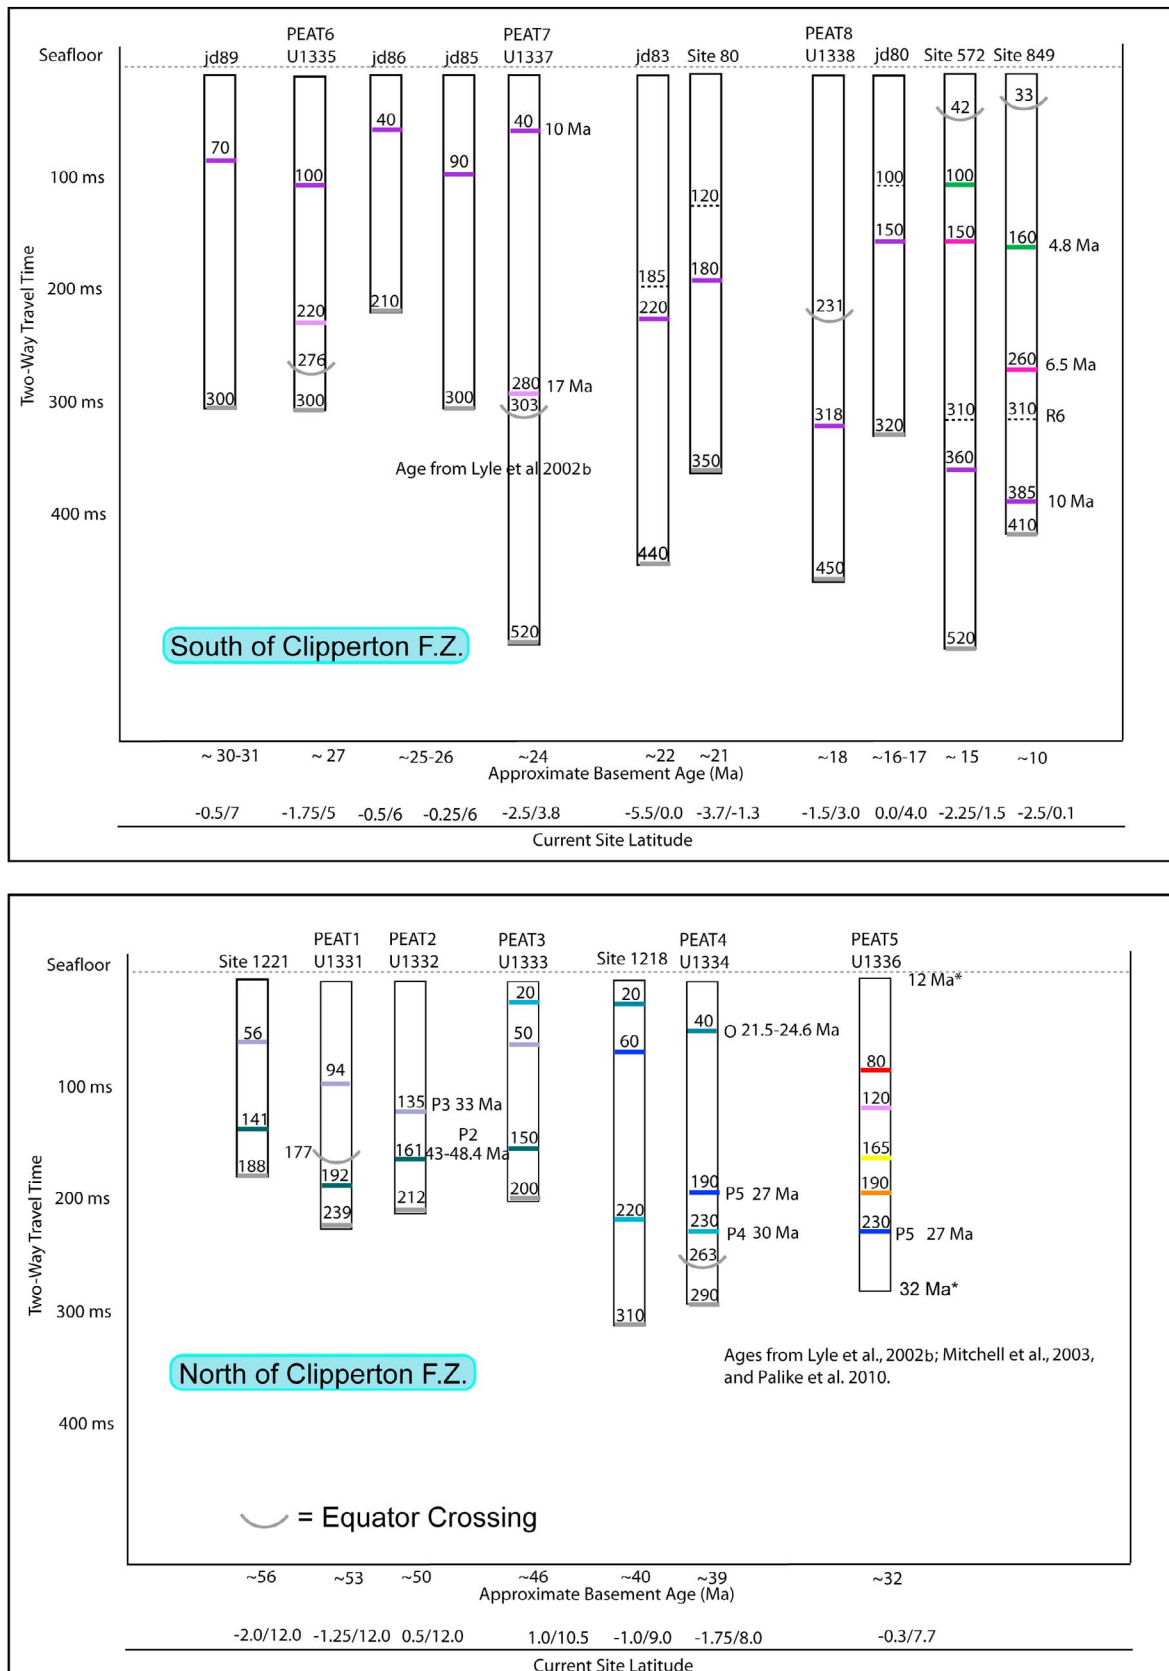 PEAT6 PEAT7 PEAT8
Seafloor jd89 U1335 jd86 jd85 U1337 jd83 Site 80 U1338 jd80 Site 572 Site 849
42 33
40 40 10 Ma
70 90
100 100 100
100 ms
120
150 150 160 4.8 Ma
180
185
200 ms
210 220 220 231
Two-Way Travel Time
276 260 6.5 Ma
280 17 Ma
300 ms 300 300 300 303 310 310 R6
318 320
Age from Lyle et al 2002b 350 360
385 10 Ma
400 ms 410
440 450
520 520
South of Clipperton F.Z.
~ 30-31 ~ 27 ~25-26 ~24 ~22 ~21 ~18 ~16-17 ~ 15 ~10
Approximate Basement Age (Ma)
-0.5/7 -1.75/5 -0.5/6 -0.25/6 -2.5/3.8 -5.5/0.0 -3.7/-1.3 -1.5/3.0 0.0/4.0 -2.25/1.5 -2.5/0.1
Current Site Latitude
PEAT1 PEAT2 PEAT3 PEAT4 PEAT5
Seafloor Site 1221 U1331 U1332 U1333 Site 1218 U1334 U1336
12 Ma*
20 20
40 O 21.5-24.6 Ma
56 50 60
94 80
100 ms
135 P3 33 Ma 120
141 P2 150
177 161 43-48.4 Ma 165
188 192 190 P5 27 Ma 190
200 ms 212 200
239 220 230 P4 30 Ma 230 P5 27 Ma
263
Two-Way Travel Time
290 32 Ma*
300 ms 310
Ages from Lyle et al., 2002b; Mitchell et al., 2003,
and Palike et al. 2010.
North of Clipperton F.Z.
400 ms
= Equator Crossing
~56 ~53 ~50 ~46 ~40 ~39 ~32
Approximate Basement Age (Ma)
-2.0/12.0 -1.25/12.0 0.5/12.0 1.0/10.5 -1.0/9.0 -1.75/8.0 -0.3/7.7
Current Site Latitude